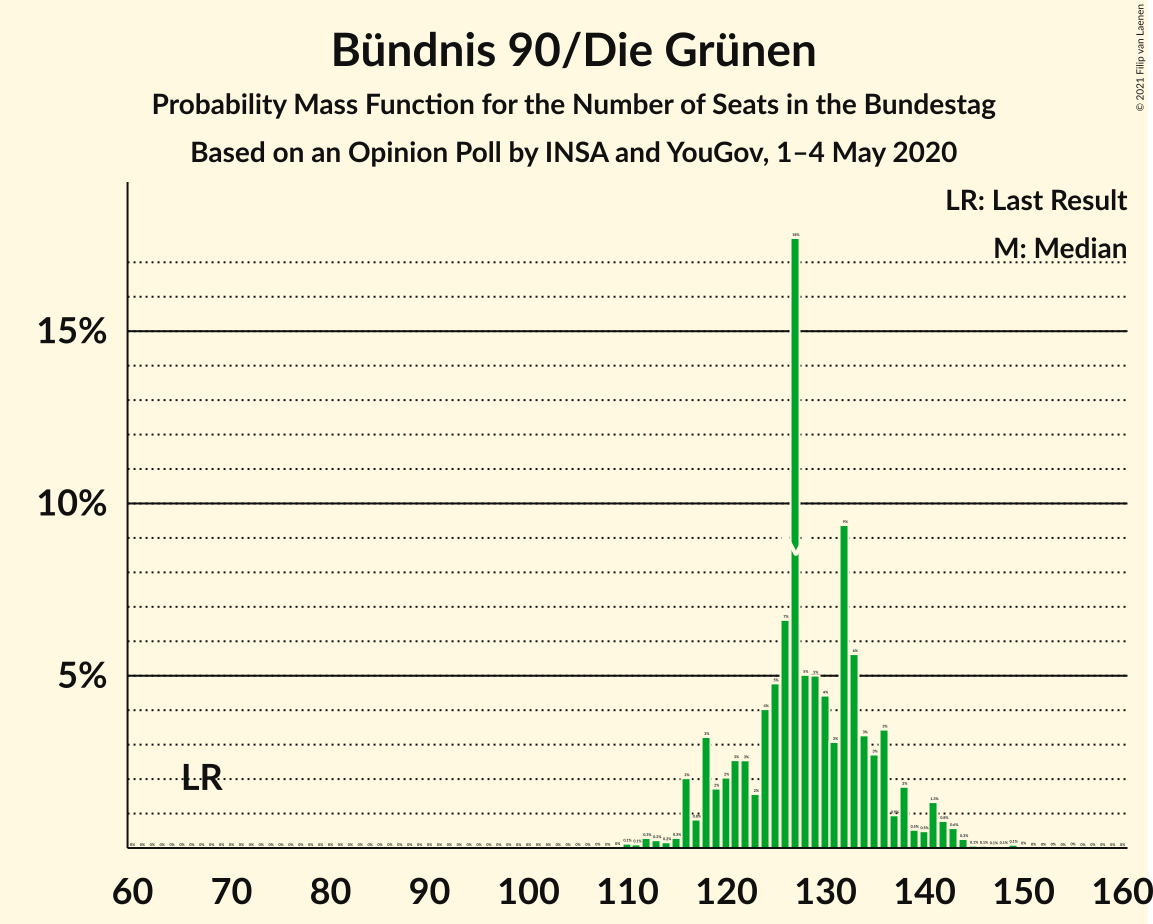 Bündnis 90/Die Grünen
Probability Mass Function for the Number of Seats in the Bundestag
Based on an Opinion Poll by INSA and YouGov, 1–4 May 2020
© 2021 Filip van Laenen
LR: Last Result
M: Median
15%
10%
5%
LR
60 70 80 90 100 110 120 130 140 150 160